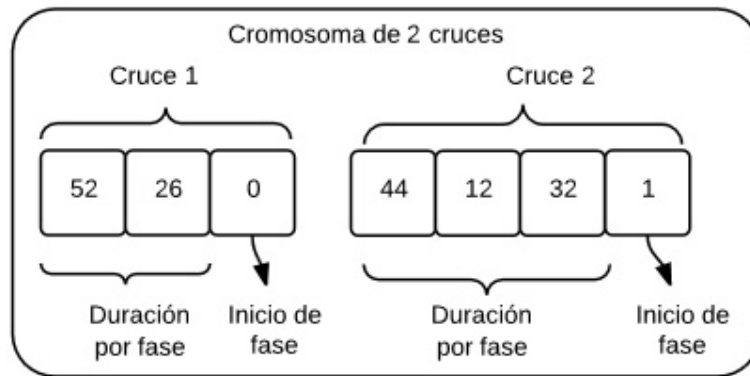 Cromosoma de 2 cruces
Cruce 1
Cruce 2
52 26 0
44 12 32 1
Duración
por fase
Inicio de
fase
Duración
por fase
Inicio de
fase